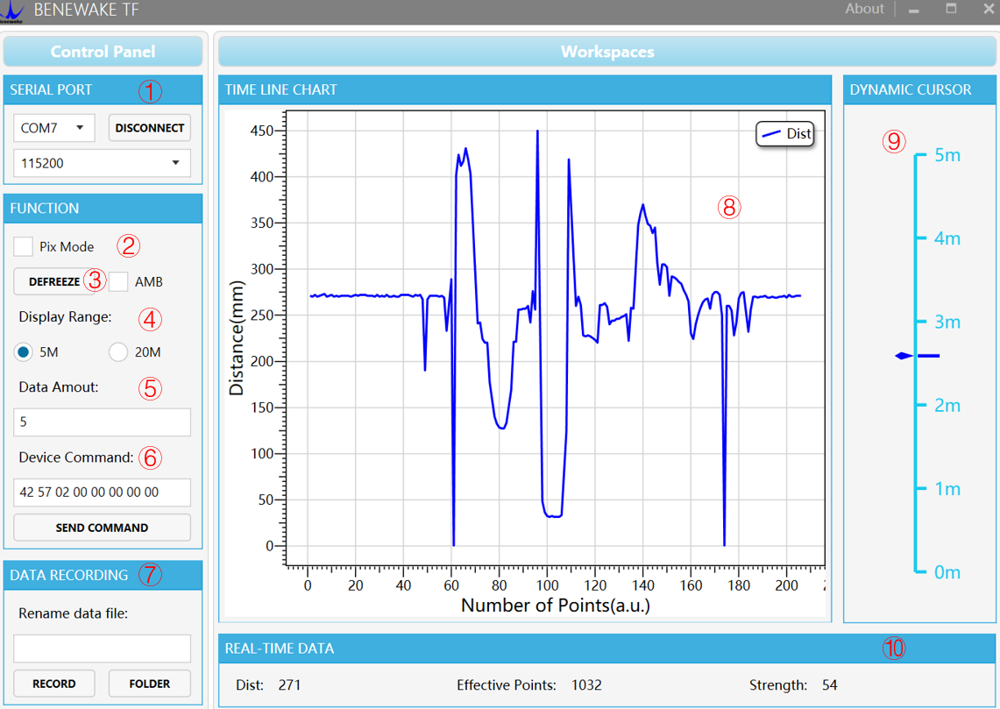 BENEWAKE TF
About
Benewake
Control Panel
Workspaces
SERIAL PORT ①
COM7
DISCONNECT
115200
FUNCTION
Pix Mode ②
DEFREEZE ③ AMB
Display Range: ④
5M 20M
Data Amout: ⑤
5
Device Command: ⑥
42 57 02 00 00 00 00 00
SEND COMMAND
DATA RECORDING ⑦
Rename data file:
RECORD FOLDER
TIME LINE CHART
Dist
⑧
Distance(mm)
450
400
350
300
250
200
150
100
50
0
0 20 40 60 80 100 120 140 160 180 200 2
Number of Points(a.u.)
DYNAMIC CURSOR
⑨
5m
4m
3m
2m
1m
0m
REAL-TIME DATA ⑩
Dist: 271 Effective Points: 1032 Strength: 54